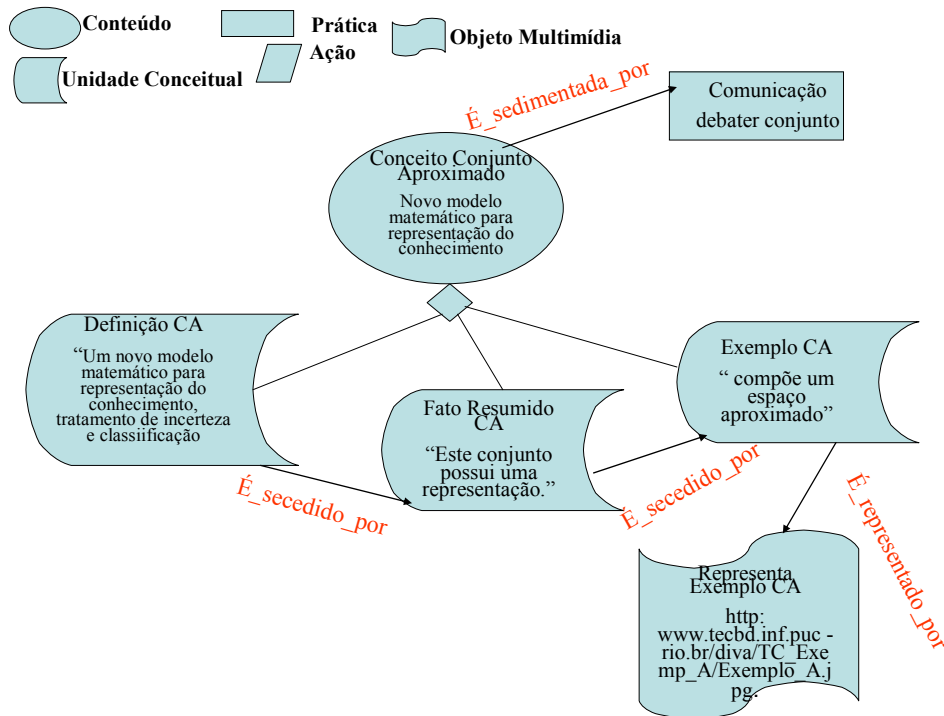 Conteúdo
Prática
Ação
Objeto Multimídia
Unidade Conceitual
É_sedimentada_por
Comunicação
debater conjunto
Conceito Conjunto
Aproximado
Novo modelo
matemático para
representação do
conhecimento
Definição CA
“Um novo modelo
matemático para
representação do
conhecimento,
tratamento de incerteza
e classiificação
Fato Resumido
CA
“Este conjunto
possui uma
representação.”
Exemplo CA
“ compõe um
espaço
aproximado”
É_secedido_por
É_secedido_por
É_representado_por
Representa
Exemplo CA
http:
www.tecbd.inf.puc -
rio.br/diva/TC_Exe
mp_A/Exemplo_A.j
pg.